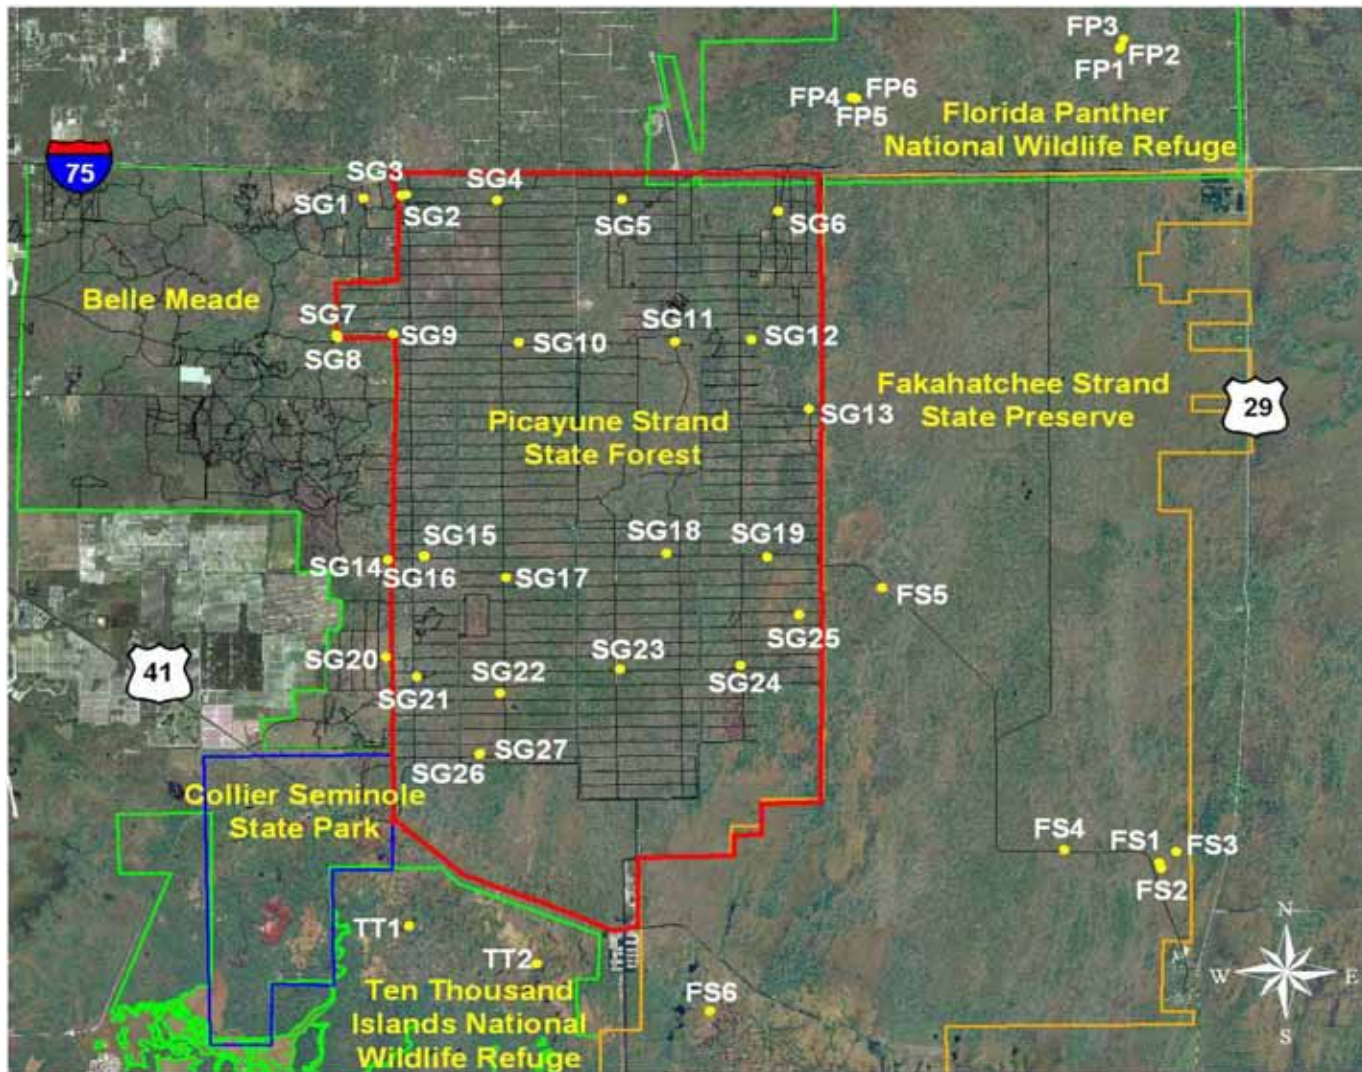 FP3
FP2
FP1
FP4
FP6
FP5
Florida Panther
National Wildlife Refuge
75
SG3
SG4
SG1
SG2
SG5
SG6
Belle Meade
SG7
SG8
SG9
SG10
SG11
SG12
Fakahatchee Strand
State Preserve
29
SG13
Picayune Strand
State Forest
SG15
SG18
SG19
SG14
SG16
SG17
FS5
SG25
SG20
SG23
SG24
41
SG21
SG22
SG27
SG26
Collier Seminole
State Park
FS4
FS1
FS3
FS2
TT1
TT2
N
W
E
S
Ten Thousand
Islands National
Wildlife Refuge
FS6